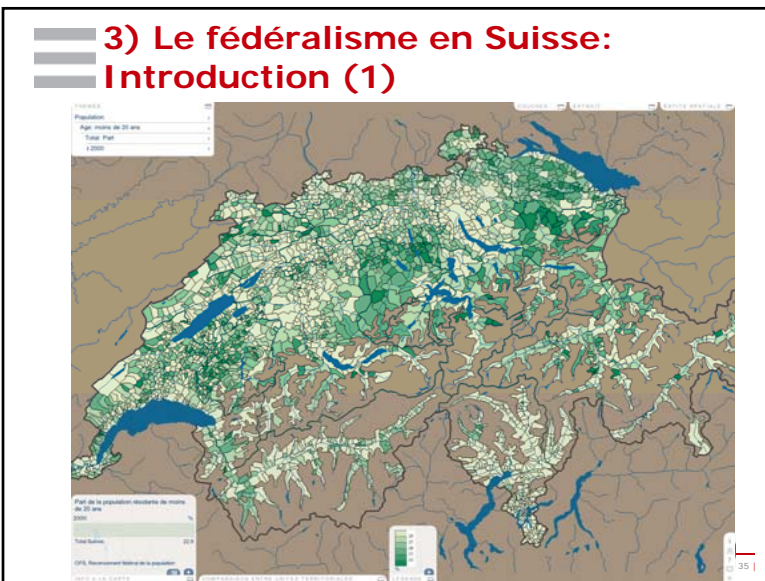 3) Le fédéralisme en Suisse:
Introduction (1)
THEMES
COUCHES
EXTRAIT
ENTITE SPATIALE
Population
Age: moins de 20 ans
Total: Part
2000
Part de la population résidante de moins
de 20 ans
2000
%
Total Suisse:
22,9
OFS, Recensement fédéral de la population
%
INFO A LA CARTE
COMPARAISON ENTRE UNITES TERRITORIALES
LEGENDE
35 |